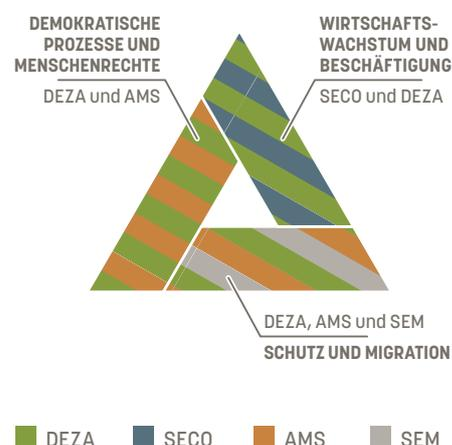 DEMOKRATISCHE
PROZESSE UND
MENSCHENRECHTE
DEZA und AMS
WIRTSCHAFTS-
WACHSTUM UND
BESCHÄFTIGUNG
SECO und DEZA
DEZA, AMS und SEM
SCHUTZ UND MIGRATION
DEZA
SECO
AMS
SEM